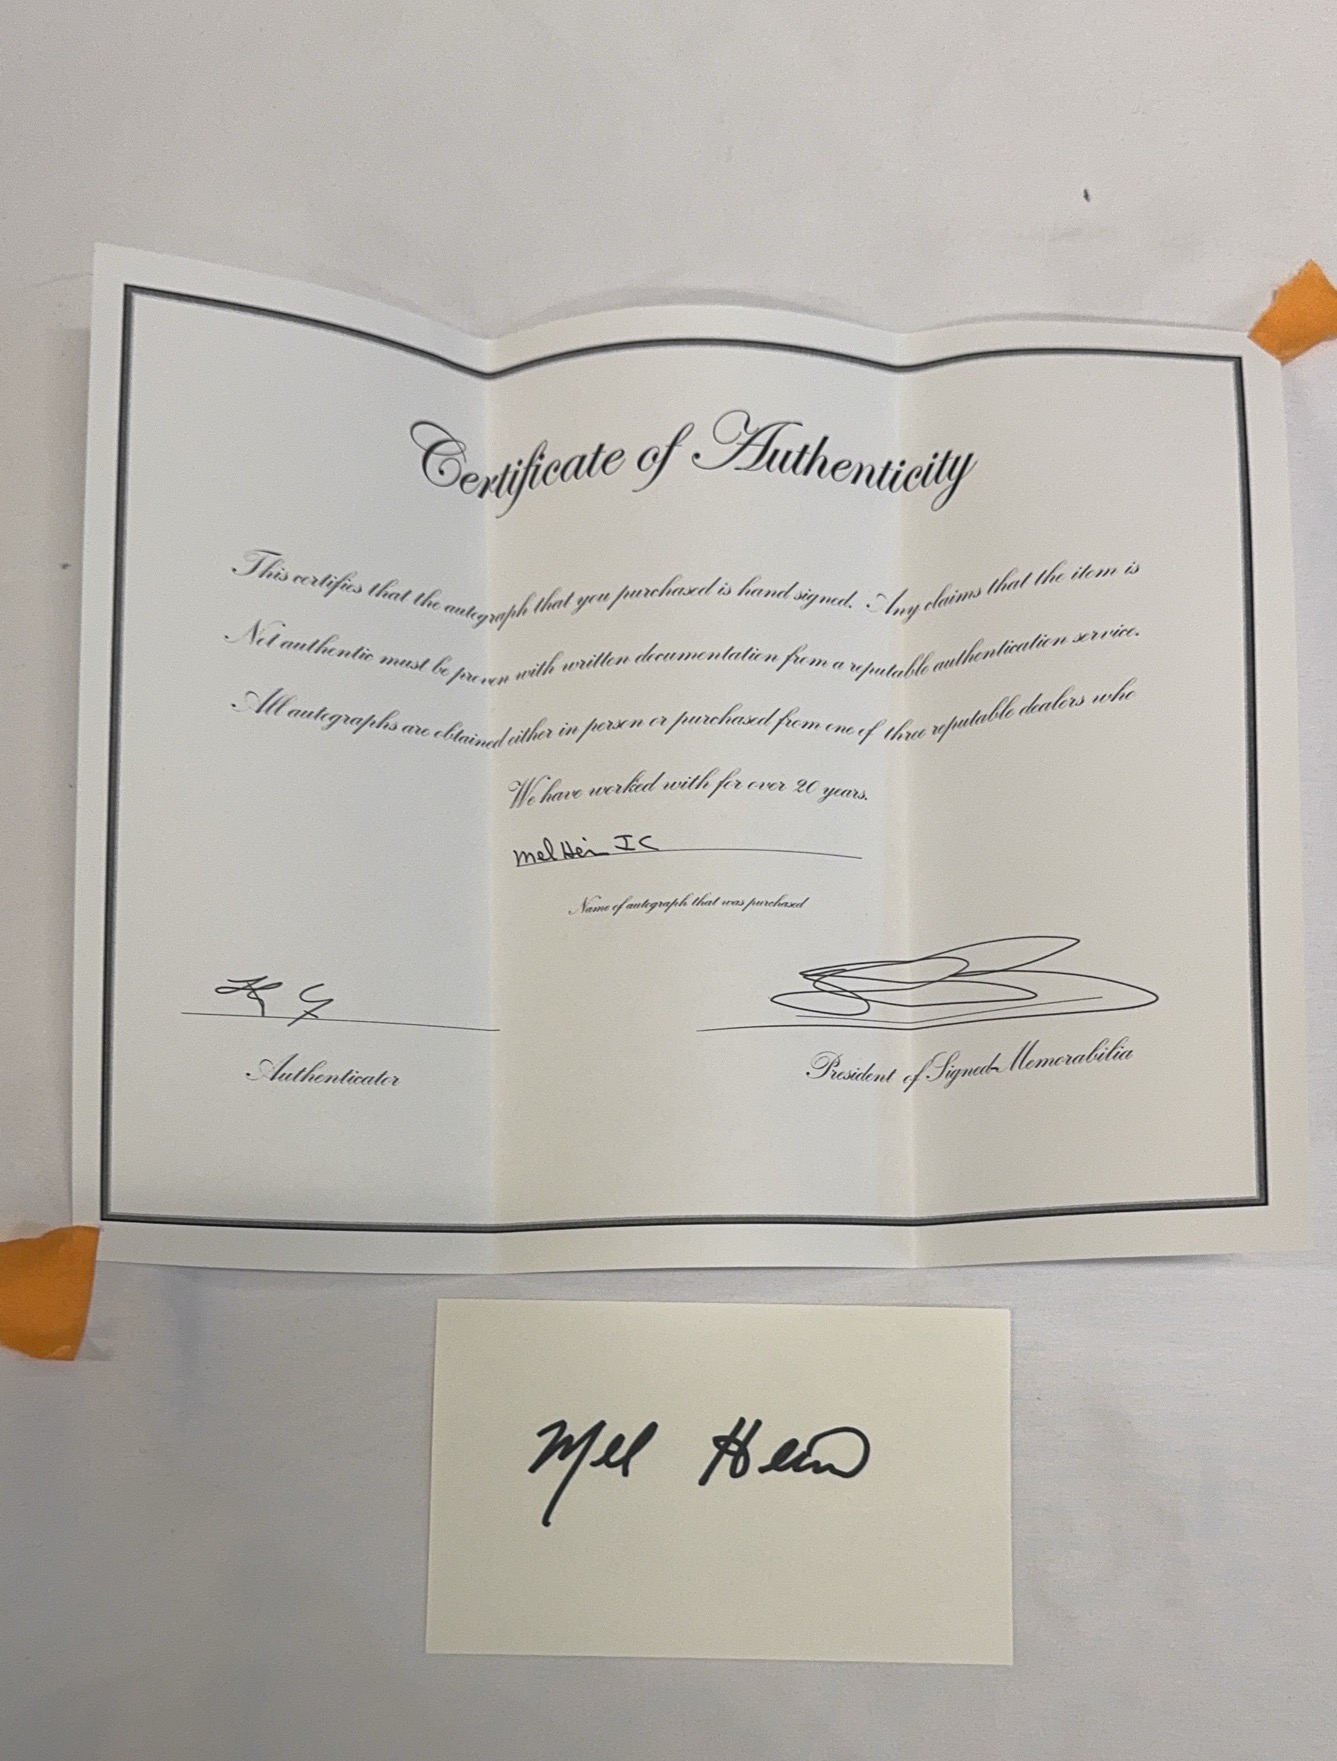 Certificate of Authenticity
This certifies that the autograph that you purchased is hand signed. Any claims that the item is
Not authentic must be proven with written documentation from a reputable authentication service.
All autographs are obtained either in person or purchased from one of three reputable dealers who
We have worked with for over 20 years.
Mel Hein IC
Name of autograph that was purchased
Authenticator
President of Signed-Memorabilia
Mel Hein